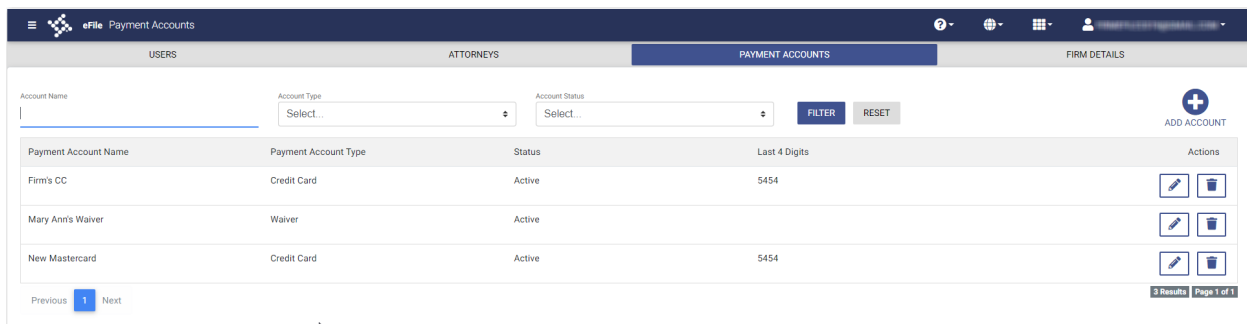 eFile Payment Accounts
USERS ATTORNEYS PAYMENT ACCOUNTS FIRM DETAILS
Account Name Account Type Account Status
Select... Select... FILTER RESET
ADD ACCOUNT
Payment Account Name Payment Account Type Status Last 4 Digits Actions
Firm's CC Credit Card Active 5454
Mary Ann's Waiver Waiver Active
New Mastercard Credit Card Active 5454
Previous 1 Next 3 Results Page 1 of 1